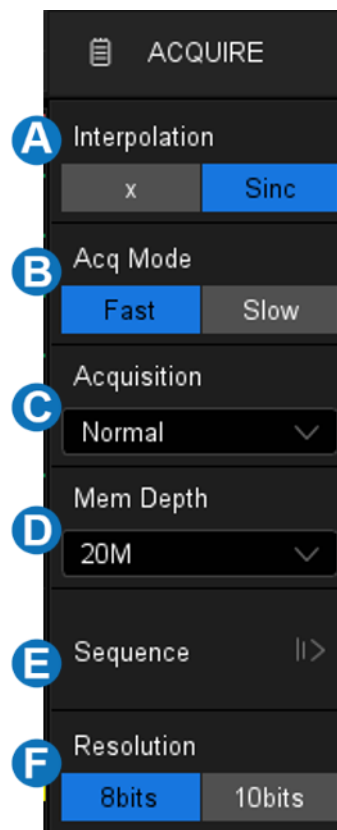 ACQUIRE
A Interpolation
x Sinc
B Acq Mode
Fast Slow
C Acquisition
Normal
D Mem Depth
20M
E Sequence
F Resolution
8bits 10bits